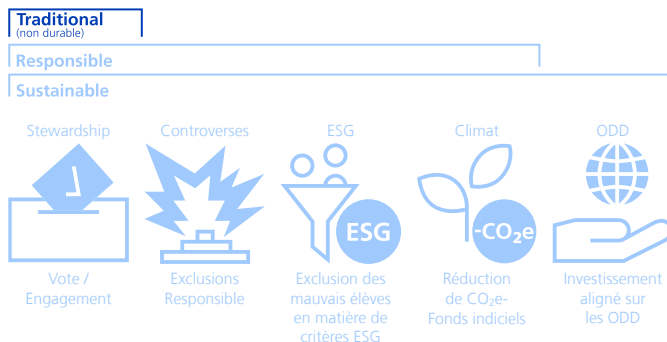 Traditional
(non durable)
Responsible
Sustainable
Stewardship
Controverses
ESG
Climat
ODD
ESG
-CO₂e
Vote /
Engagement
Exclusions
Responsible
Exclusion des
mauvais élèves
en matière de
critères ESG
Réduction
de CO₂e-
Fonds indiciels
Investissement
aligné sur
les ODD